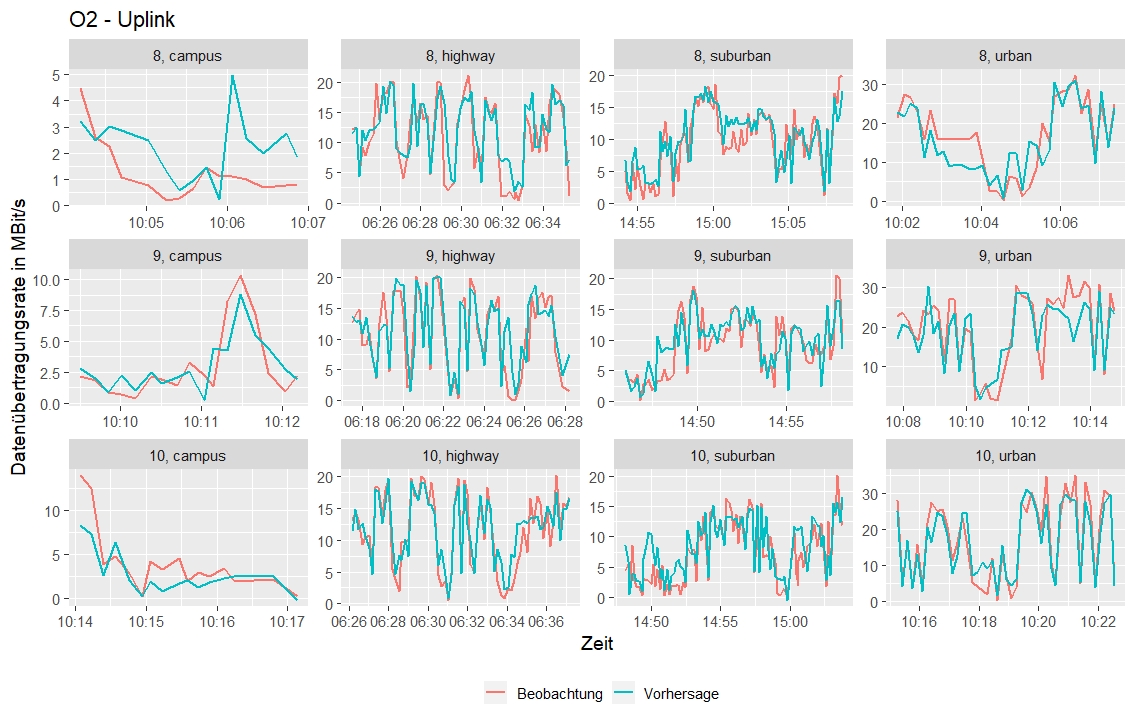 O2 - Uplink
8, campus
8, highway
8, suburban
8, urban
5
4
3
2
1
0
20
15
10
5
0
20
15
10
5
0
30
20
10
0
10:05 10:06 10:07
06:26 06:28 06:30 06:32 06:34
14:55 15:00 15:05
10:02 10:04 10:06
9, campus
9, highway
9, suburban
9, urban
10.0
7.5
5.0
2.5
0.0
20
15
10
5
0
20
15
10
5
0
30
20
10
10:10 10:11 10:12
06:18 06:20 06:22 06:24 06:26 06:28
14:50 14:55
10:08 10:10 10:12 10:14
10, campus
10, highway
10, suburban
10, urban
10
5
0
20
15
10
5
0
20
15
10
5
0
30
20
10
0
10:14 10:15 10:16 10:17
06:26 06:28 06:30 06:32 06:34 06:36
14:50 14:55 15:00
10:16 10:18 10:20 10:22
Datenübertragungsrate in MBit/s
Zeit
Beobachtung Vorhersage